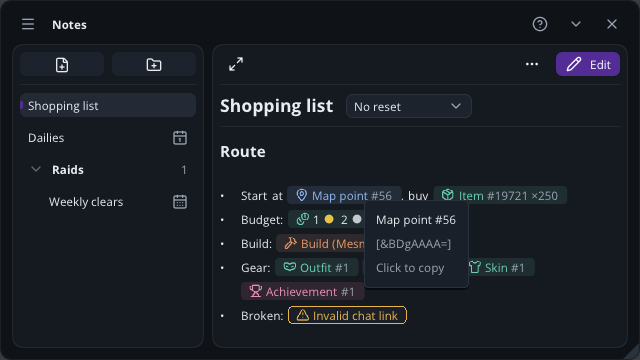 Notes
Edit
Shopping list
Dailies
Raids 1
Weekly clears
Shopping list No reset
Route
• Start at Map point #56, buy Item #19721 ×250
• Budget: 1 2
• Build: Build (Mesm
• Gear: Outfit #1 Skin #1
Achievement #1
• Broken: Invalid chat link
Map point #56
[&BDgAAAA=]
Click to copy